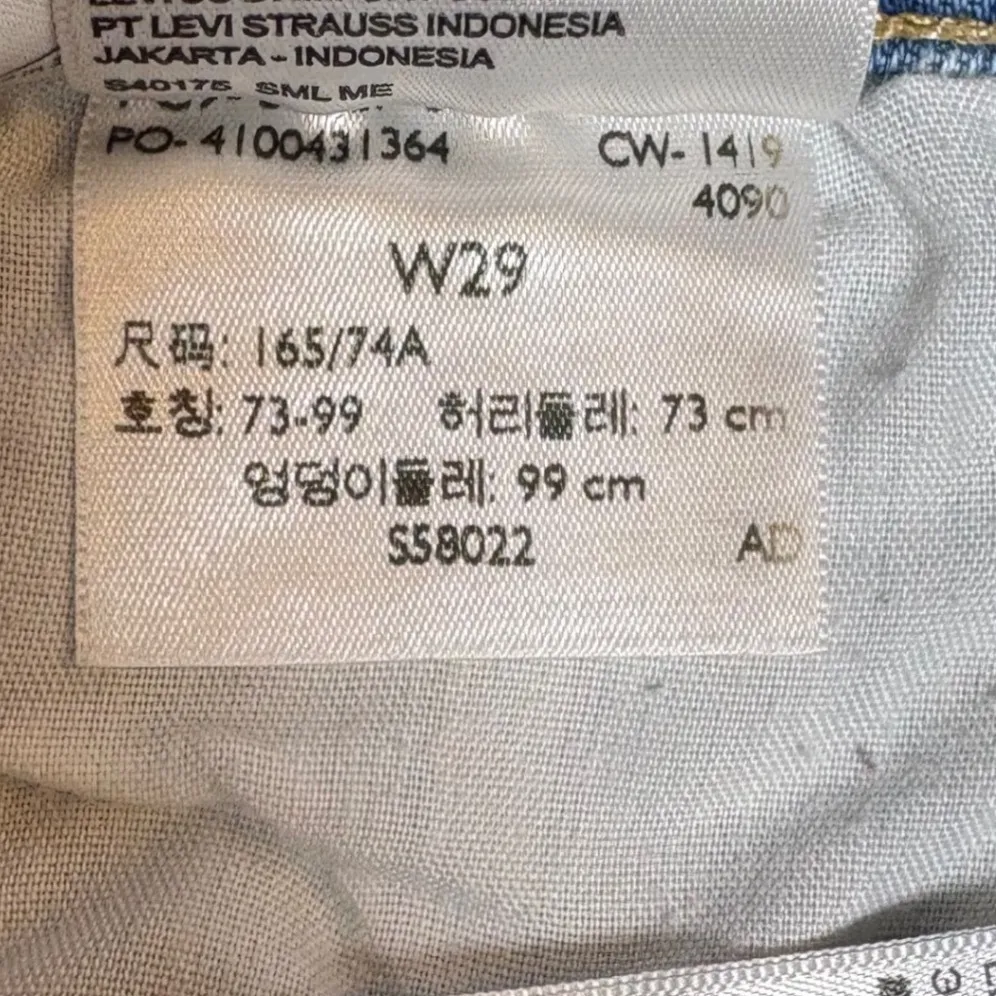 PT LEVI STRAUSS INDONESIA
JAKARTA - INDONESIA
S40175 SML ME
PO- 4100431364 CW- 1419
4090
W29
尺码: 165/74A
호칭: 73-99 허리둘레: 73 cm
엉덩이둘레: 99 cm
S58022 AD